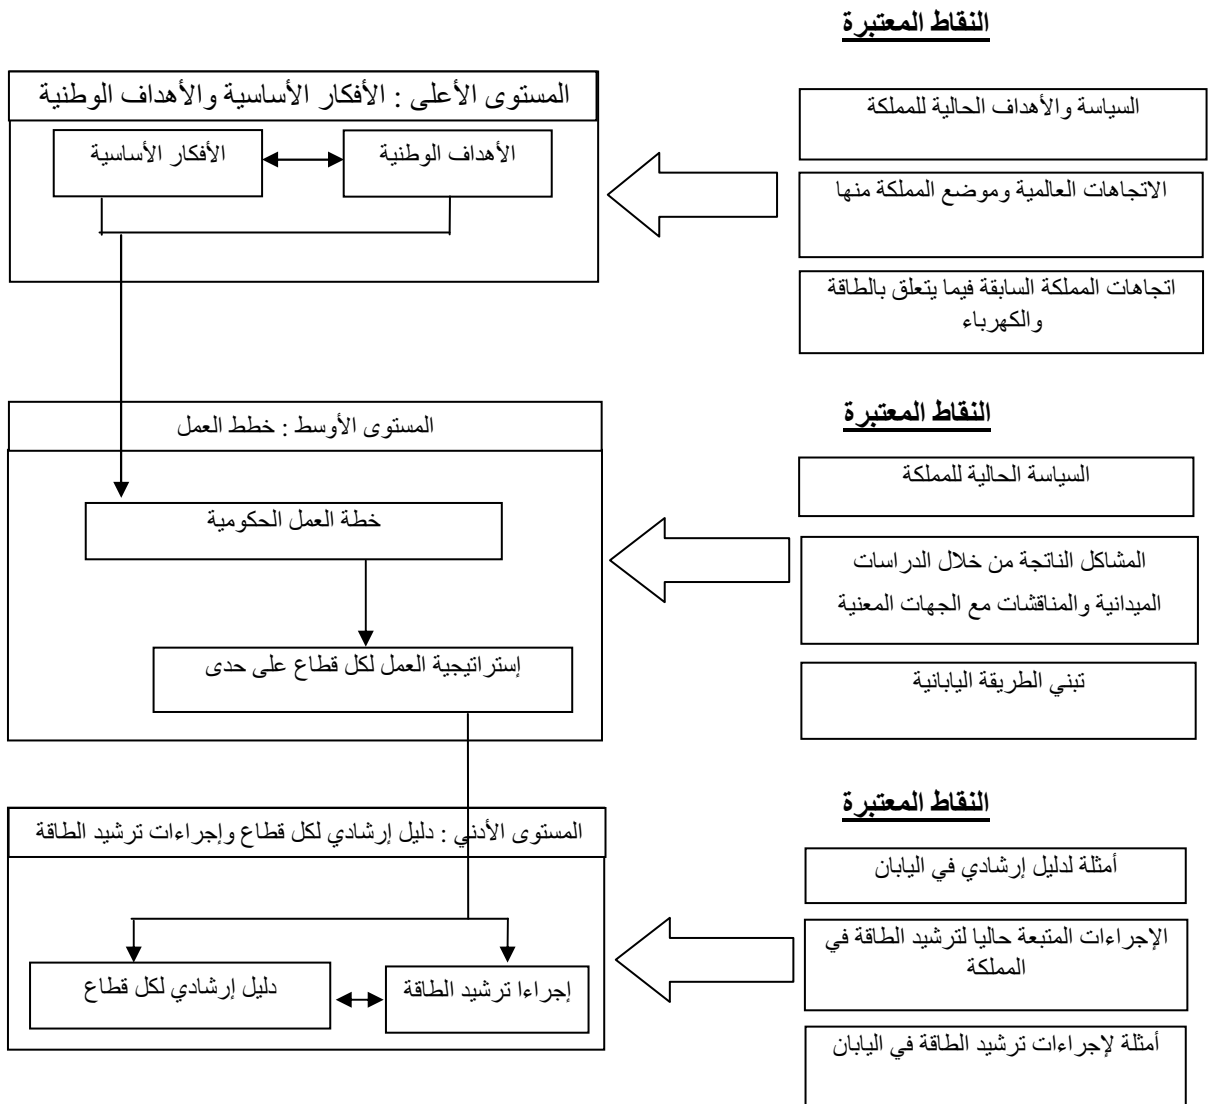 النقاط المعتبرة
المستوى الأعلى : الأفكار الأساسية والأهداف الوطنية
الأهداف الوطنية
الأفكار الأساسية
السياسة والأهداف الحالية للمملكة
الاتجاهات العالمية وموضع المملكة منها
اتجاهات المملكة السابقة فيما يتعلق بالطاقة
والكهرباء
النقاط المعتبرة
المستوى الأوسط : خطط العمل
خطة العمل الحكومية
إستراتيجية العمل لكل قطاع على حدى
السياسة الحالية للمملكة
المشاكل الناتجة من خلال الدراسات
الميدانية والمناقشات مع الجهات المعنية
تبني الطريقة اليابانية
النقاط المعتبرة
المستوى الأدنى : دليل إرشادي لكل قطاع وإجراءات ترشيد الطاقة
إجراءا ترشيد الطاقة
دليل إرشادي لكل قطاع
أمثلة لدليل إرشادي في اليابان
الإجراءات المتبعة حاليا لترشيد الطاقة في
المملكة
أمثلة لإجراءات ترشيد الطاقة في اليابان